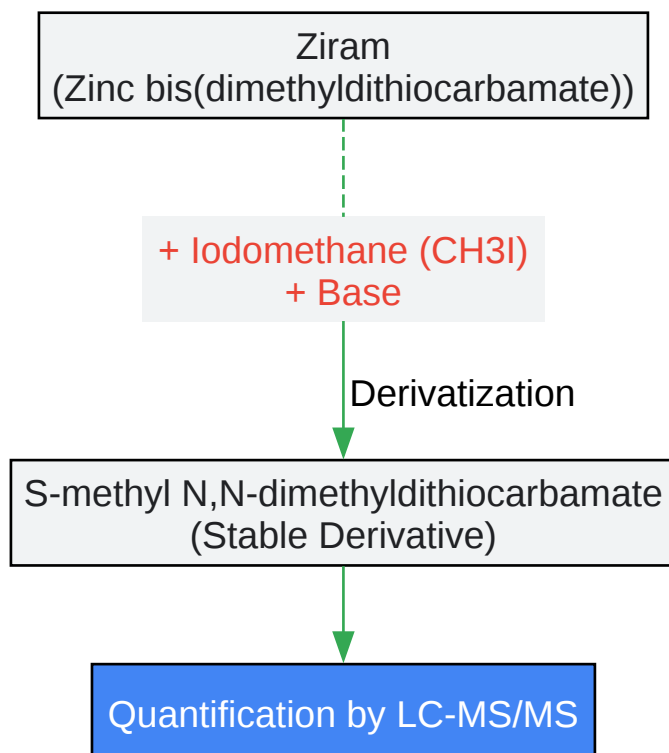 Ziram
(Zinc bis(dimethyldithiocarbamate))
+ Iodomethane (CH3I)
+ Base
Derivatization
S-methyl N,N-dimethyldithiocarbamate
(Stable Derivative)
Quantification by LC-MS/MS